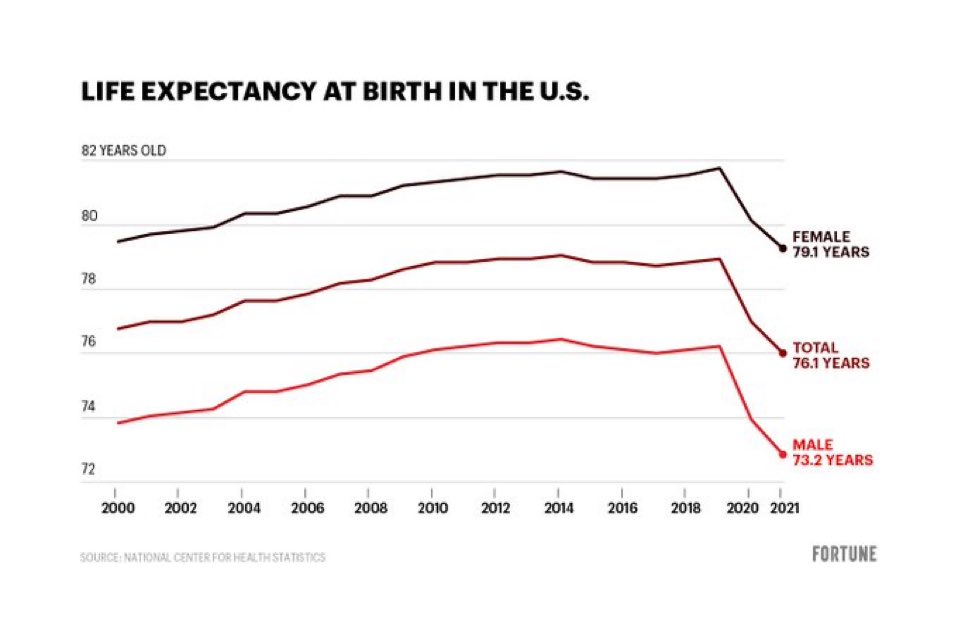 LIFE EXPECTANCY AT BIRTH IN THE U.S.
82 YEARS OLD
80
FEMALE
79.1 YEARS
78
76
TOTAL
76.1 YEARS
74
MALE
73.2 YEARS
72
2000 2002 2004 2006 2008 2010 2012 2014 2016 2018 2020 2021
SOURCE: NATIONAL CENTER FOR HEALTH STATISTICS
FORTUNE